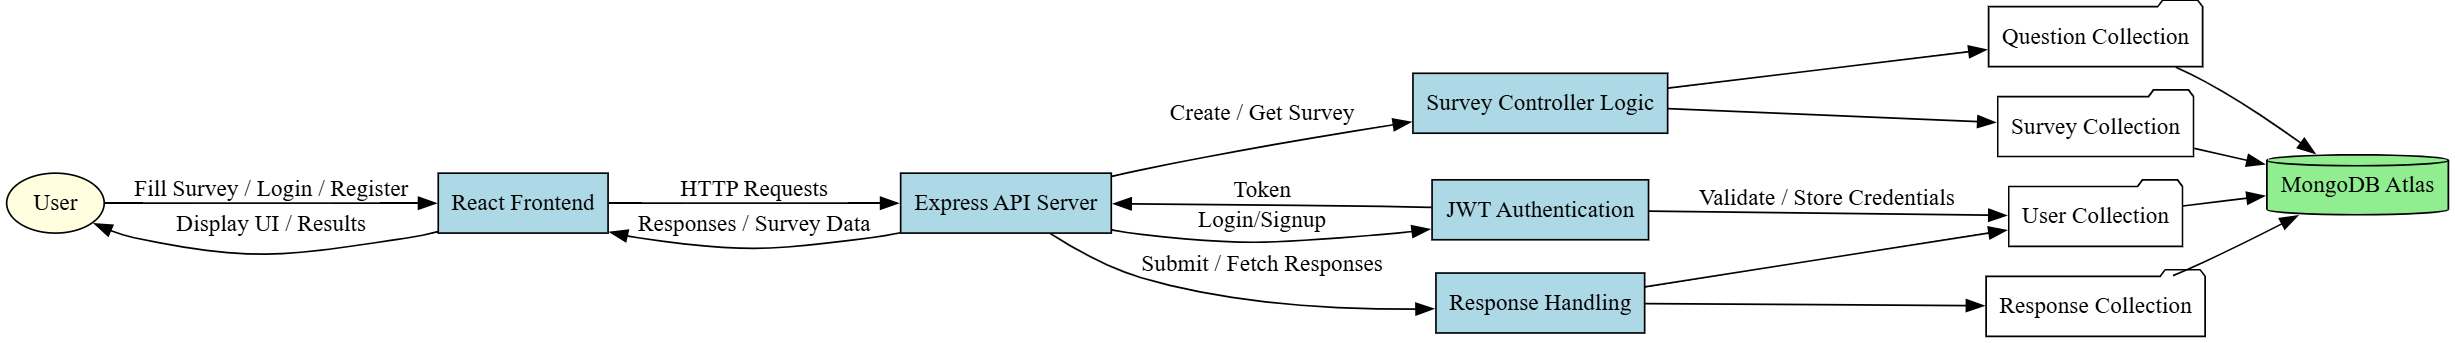 User
Fill Survey / Login / Register
Display UI / Results
React Frontend
HTTP Requests
Responses / Survey Data
Express API Server
Create / Get Survey
Token
Login/Signup
Submit / Fetch Responses
Survey Controller Logic
JWT Authentication
Response Handling
Validate / Store Credentials
Question Collection
Survey Collection
User Collection
Response Collection
MongoDB Atlas